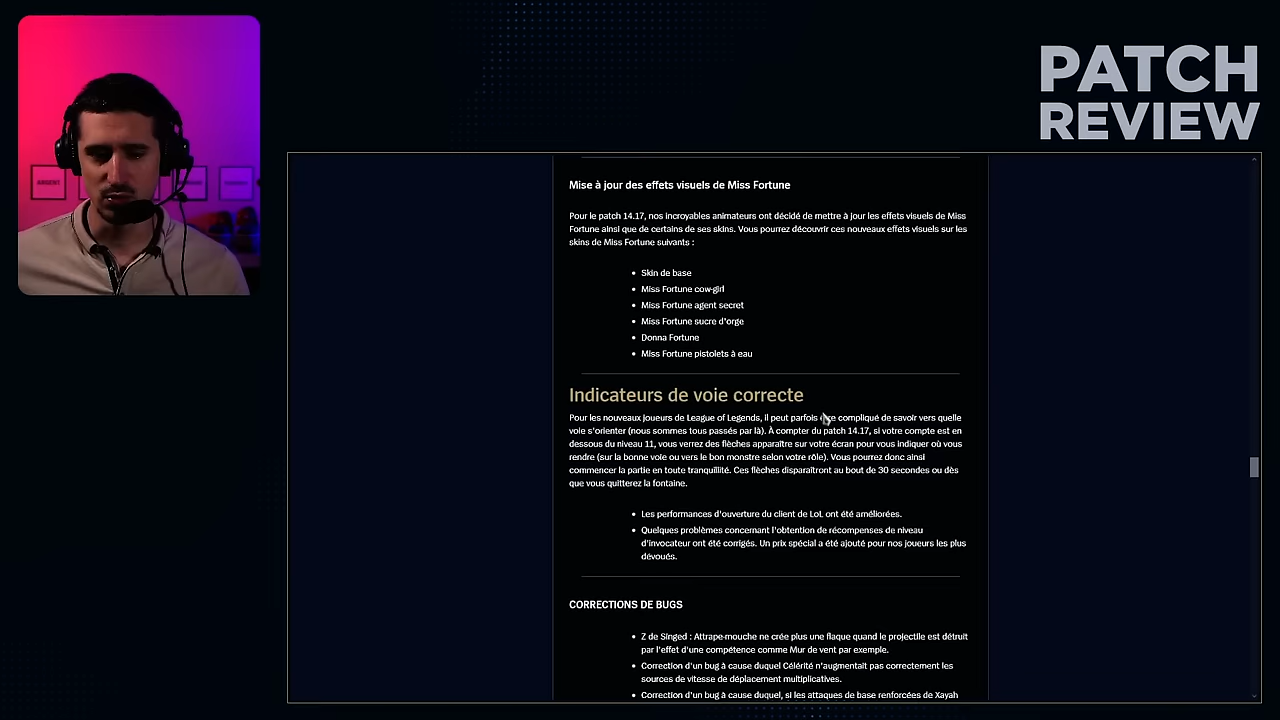 PATCH
REVIEW
ARGENT
Mise à jour des effets visuels de Miss Fortune
Pour le patch 14.17, nos incroyables animateurs ont décidé de mettre à jour les effets visuels de Miss
Fortune ainsi que de certains de ses skins. Vous pourrez découvrir ces nouveaux effets visuels sur les
skins de Miss Fortune suivants :
• Skin de base
• Miss Fortune cow-girl
• Miss Fortune agent secret
• Miss Fortune sucre d'orge
• Donna Fortune
• Miss Fortune pistolets à eau
Indicateurs de voie correcte
Pour les nouveaux joueurs de League of Legends, il peut parfois être compliqué de savoir vers quelle
voie s'orienter (nous sommes tous passés par là). À compter du patch 14.17, si votre compte est en
dessous du niveau 11, vous verrez des flèches apparaître sur votre écran pour vous indiquer où vous
rendre (sur la bonne voie ou vers le bon monstre selon votre rôle). Vous pourrez donc ainsi
commencer la partie en toute tranquillité. Ces flèches disparaîtront au bout de 30 secondes ou dès
que vous quitterez la fontaine.
• Les performances d'ouverture du client de LoL ont été améliorées.
• Quelques problèmes concernant l'obtention de récompenses de niveau
d'invocateur ont été corrigés. Un prix spécial a été ajouté pour nos joueurs les plus
dévoués.
CORRECTIONS DE BUGS
• Z de Singed : Attrape-mouche ne crée plus une flaque quand le projectile est détruit
par l'effet d'une compétence comme Mur de vent par exemple.
• Correction d'un bug à cause duquel Célérité n'augmentait pas correctement les
sources de vitesse de déplacement multiplicatives.
• Correction d'un bug à cause duquel, si les attaques de base renforcées de Xayah